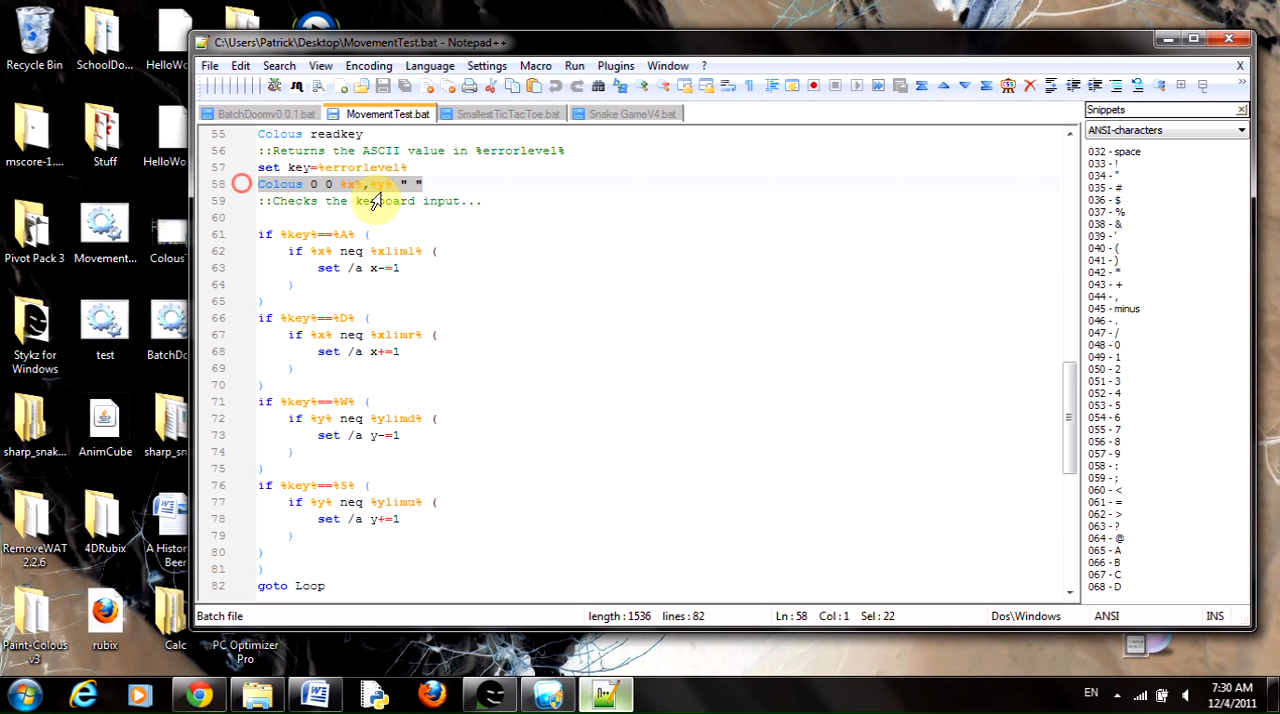 C:\Users\Patrick\Desktop\MovementTest.bat - Notepad++
File Edit Search View Encoding Language Settings Macro Run Plugins Window ? X
BatchDoomv0.0.1.bat MovementTest.bat SmallestTicTacToe.bat Snake GameV4.bat
55 Colous readkey
56 ::Returns the ASCII value in %errorlevel%
57 set key=%errorlevel%
58 Colous 0 0 %x%,%y% " "
59 ::Checks the keyboard input...
60
61 if %key%==%A% (
62 if %x% neq %xliml% (
63 set /a x-=1
64 )
65 )
66 if %key%==%D% (
67 if %x% neq %xlimr% (
68 set /a x+=1
69 )
70 )
71 if %key%==%W% (
72 if %y% neq %ylimd% (
73 set /a y-=1
74 )
75 )
76 if %key%==%S% (
77 if %y% neq %ylimu% (
78 set /a y+=1
79 )
80 )
81 )
82 goto Loop
Snippets
ANSI-characters
032 - space
033 - !
034 - "
035 - #
036 - $
037 - %
038 - &
039 - '
040 - (
041 - )
042 - *
043 - +
044 - ,
045 - minus
046 - .
047 - /
048 - 0
049 - 1
050 - 2
051 - 3
052 - 4
053 - 5
054 - 6
055 - 7
056 - 8
057 - 9
058 - :
059 - ;
060 - <
061 - =
062 - >
063 - ?
064 - @
065 - A
066 - B
067 - C
068 - D
Batch file length : 1536 lines : 82 Ln : 58 Col : 1 Sel : 22 Dos\Windows ANSI INS
Recycle Bin
SchoolDo...
HelloWo
mscore-1....
Stuff
HelloWo
Pivot Pack 3
Movement...
Colous
Stykz for
Windows
test
BatchDo
sharp_snak...
AnimCube
sharp_sn
RemoveWAT
2.2.6
4DRubix
A Histor
Beer
Paint-Colous
v3
rubix
Calc
PC Optimizer
Pro
EN
7:30 AM
12/4/2011